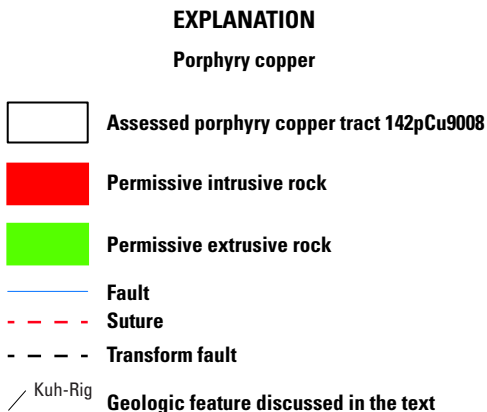 EXPLANATION
Porphyry copper
Assessed porphyry copper tract 142pCu9008
Permissive intrusive rock
Permissive extrusive rock
Fault
Suture
Transform fault
Kuh-Rig Geologic feature discussed in the text